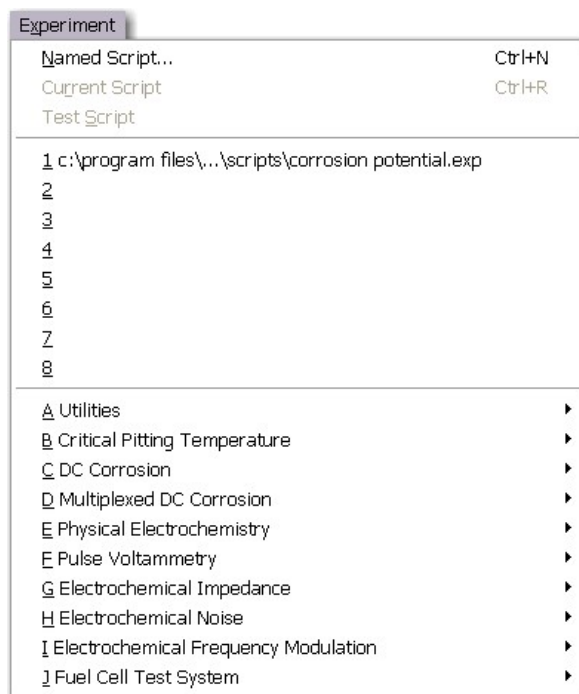 Experiment
Named Script... Ctrl+N
Current Script Ctrl+R
Test Script
1 c:\program files\...\scripts\corrosion potential.exp
2
3
4
5
6
7
8
A Utilities
B Critical Pitting Temperature
C DC Corrosion
D Multiplexed DC Corrosion
E Physical Electrochemistry
F Pulse Voltammetry
G Electrochemical Impedance
H Electrochemical Noise
I Electrochemical Frequency Modulation
J Fuel Cell Test System